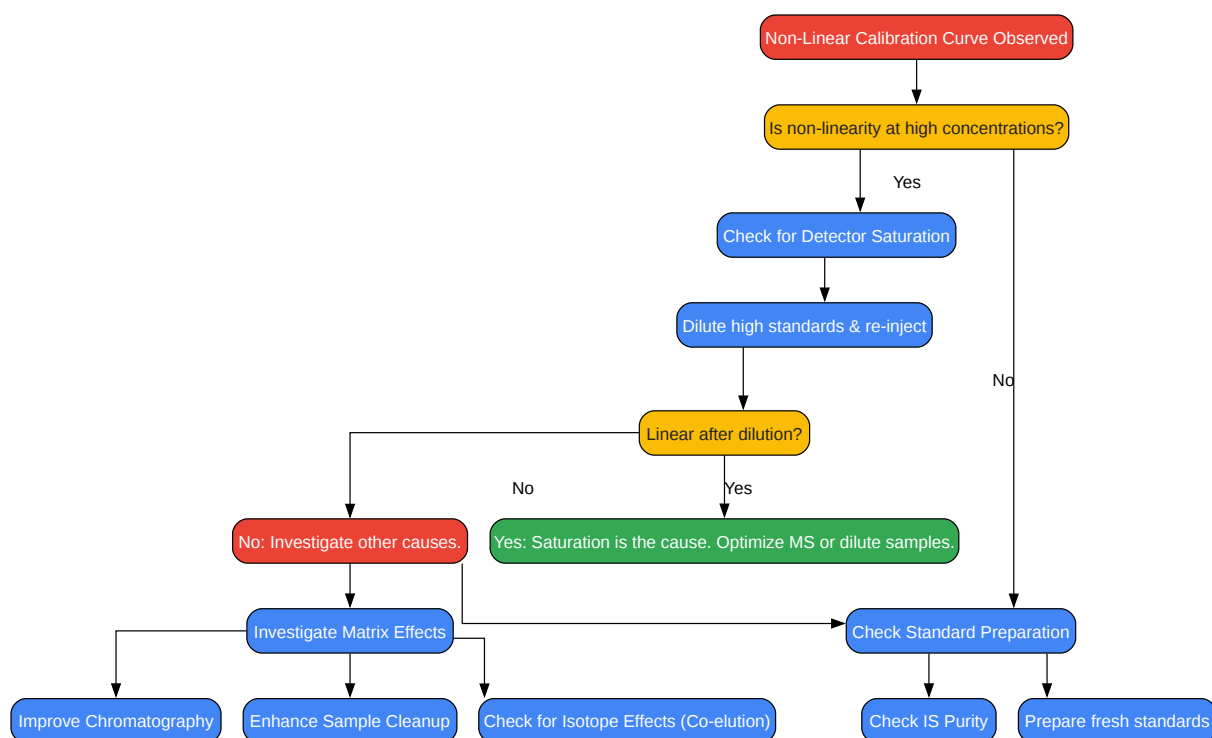 Non-Linear Calibration Curve Observed
Is non-linearity at high concentrations?
Yes
Check for Detector Saturation
Dilute high standards & re-inject
No
Linear after dilution?
No
Yes
No: Investigate other causes.
Yes: Saturation is the cause. Optimize MS or dilute samples.
Investigate Matrix Effects
Check Standard Preparation
Improve Chromatography
Enhance Sample Cleanup
Check for Isotope Effects (Co-elution)
Check IS Purity
Prepare fresh standards